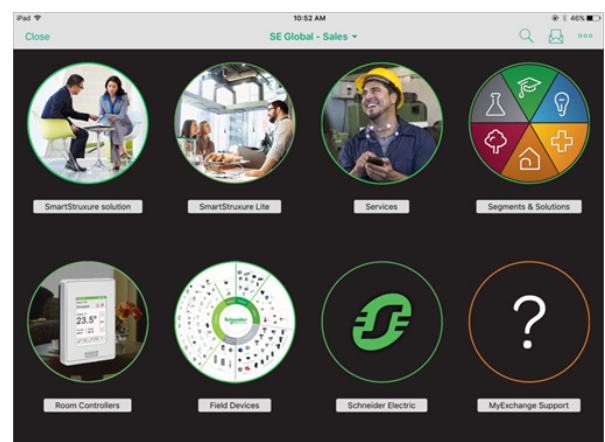 iPad 10:52 AM 46%
Close SE Global - Sales
SmartStruxure solution SmartStruxure Lite Services Segments & Solutions
23.5°
Schneider
Room Controllers Field Devices Schneider Electric MyExchange Support